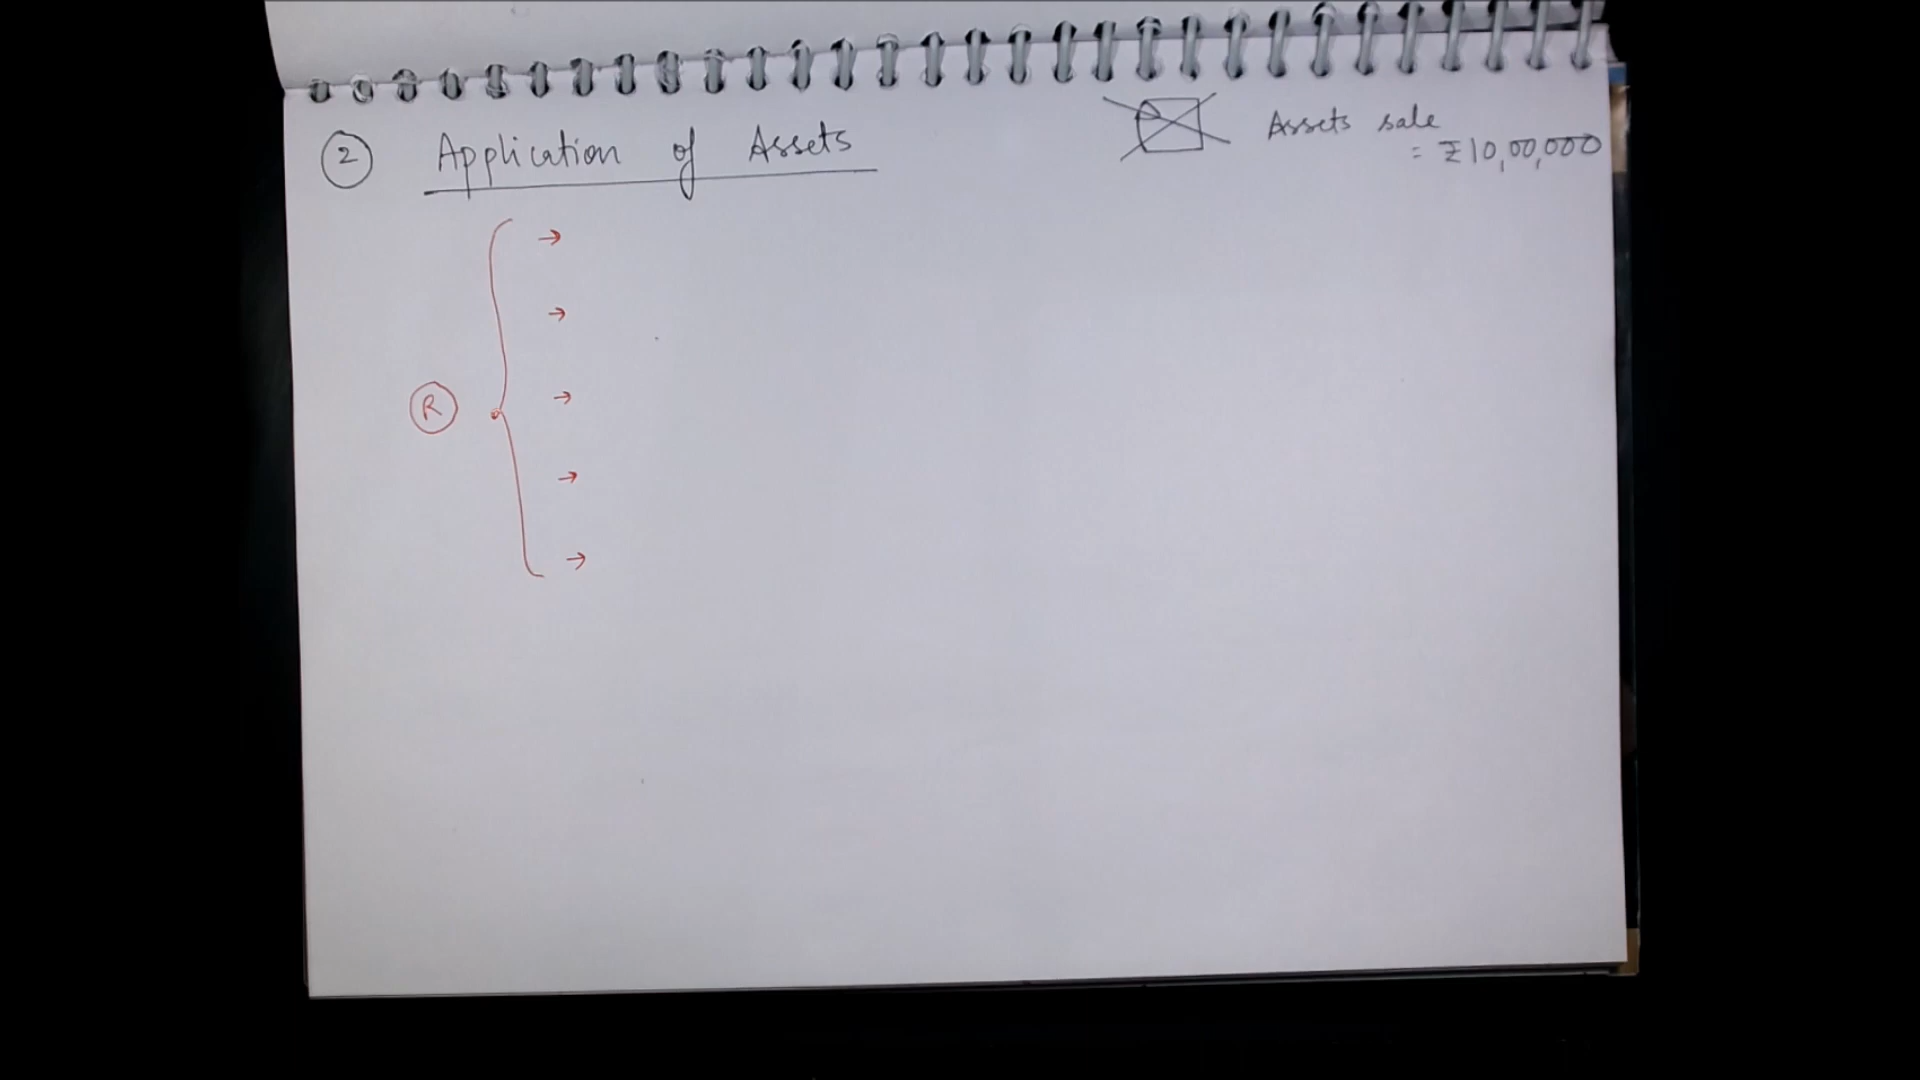 2 Application of Assets
Assets sale
= ₹10,00,000
→
→
R →
→
→